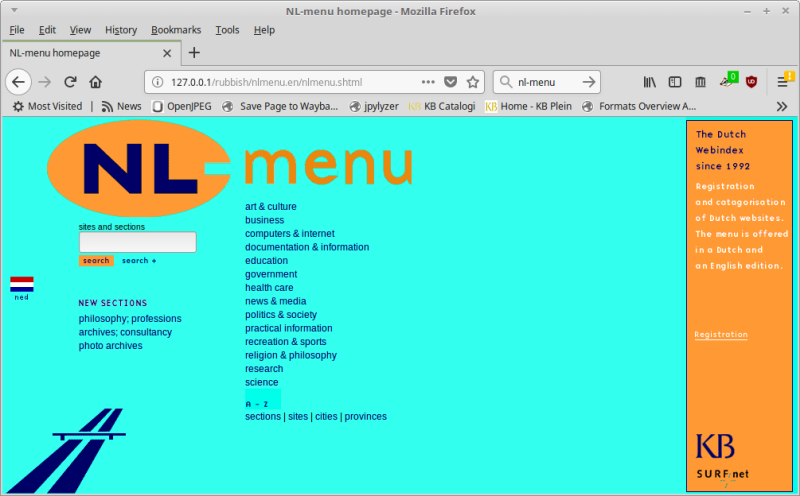 NL-menu homepage - Mozilla Firefox
File Edit View History Bookmarks Tools Help
NL-menu homepage
127.0.0.1/rubbish/nlmenu.en/nlmenu.shtml
nl-menu
0
1
Most Visited
News
OpenJPEG
Save Page to Wayba...
jpylyzer
KB Catalogi
Home - KB Plein
Formats Overview A...
NL-menu
sites and sections
search
search +
ned
NEW SECTIONS
philosophy; professions
archives; consultancy
photo archives
art & culture
business
computers & internet
documentation & information
education
government
health care
news & media
politics & society
practical information
recreation & sports
religion & philosophy
research
science
A - Z
sections | sites | cities | provinces
The Dutch
Webindex
since 1992
Registration
and catogorisation
of Dutch websites.
The menu is offered
in a Dutch and
an English edition.
Registration
KB
SURFnet